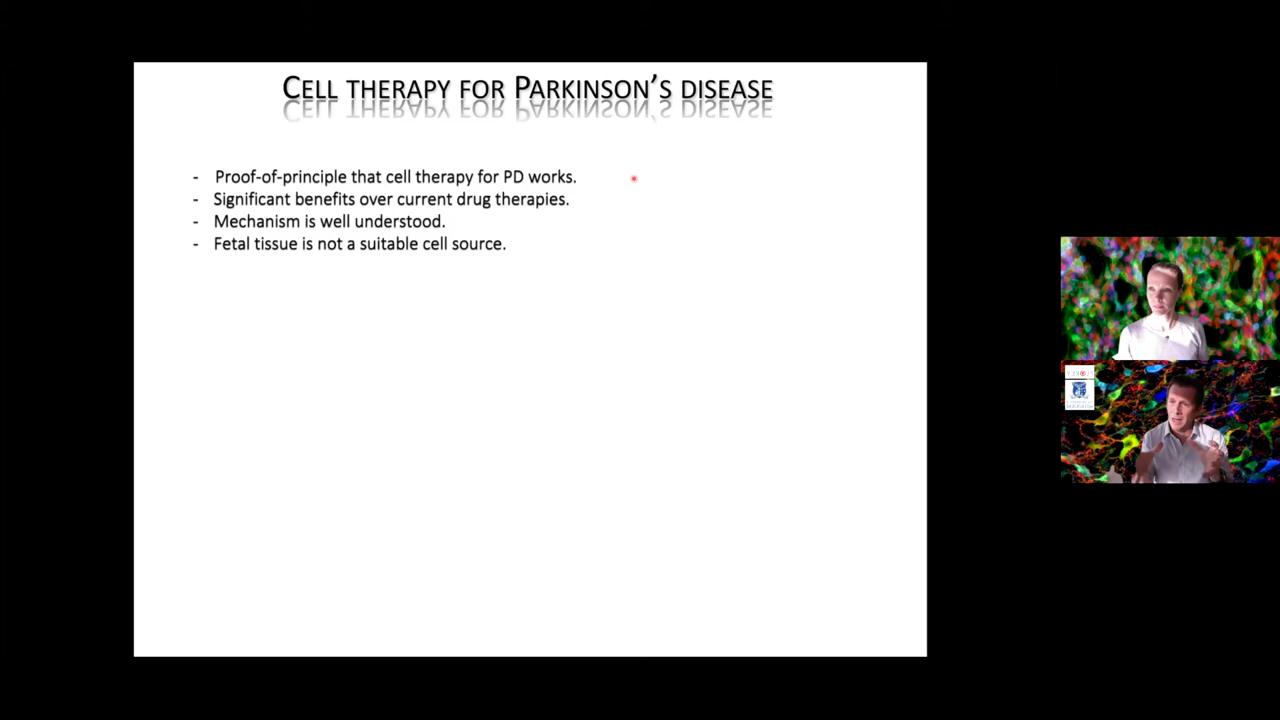 CELL THERAPY FOR PARKINSON'S DISEASE
- Proof-of-principle that cell therapy for PD works.
- Significant benefits over current drug therapies.
- Mechanism is well understood.
- Fetal tissue is not a suitable cell source.